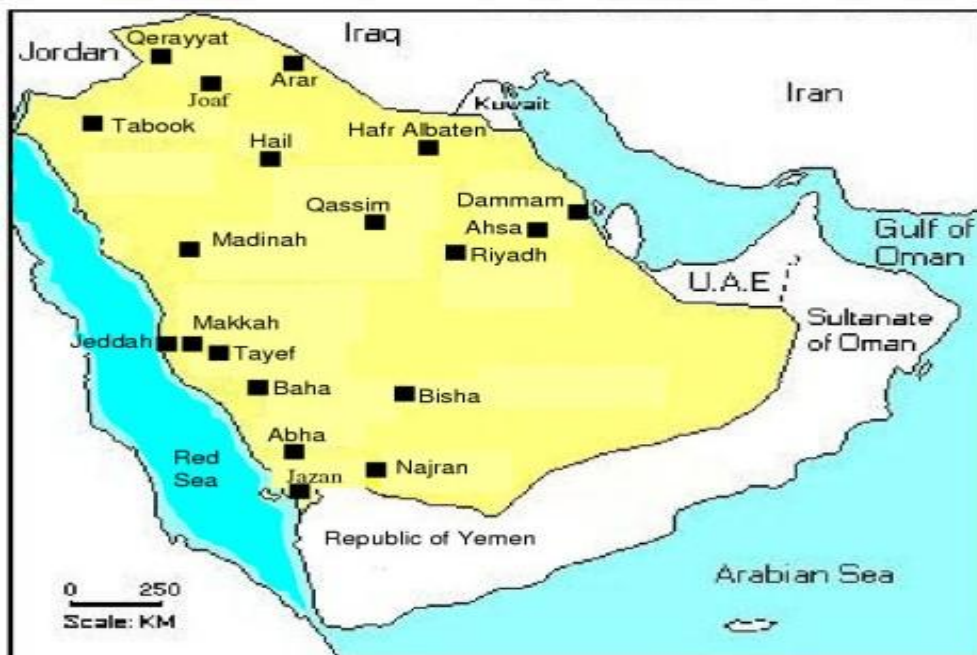 Qerayyat
Iraq
Jordan
Arar
Joaf
Kuwait
Iran
Tabook
Hail
Hafr Albaten
Qassim
Dammam
Ahsa
Madinah
Riyadh
Gulf of
Oman
U.A.E
Makkah
Jeddah
Tayef
Sultanate
of Oman
Baha
Bisha
Abha
Red
Sea
Najran
Jazan
Republic of Yemen
Arabian Sea
0 250
Scale: KM